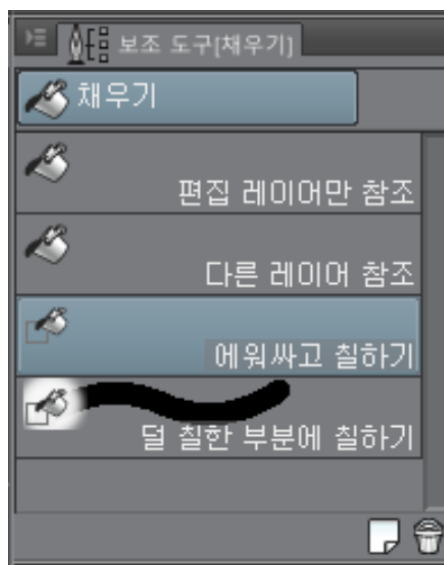 보조 도구[채우기]
채우기
편집 레이어만 참조
다른 레이어 참조
에워싸고 칠하기
덜 칠한 부분에 칠하기